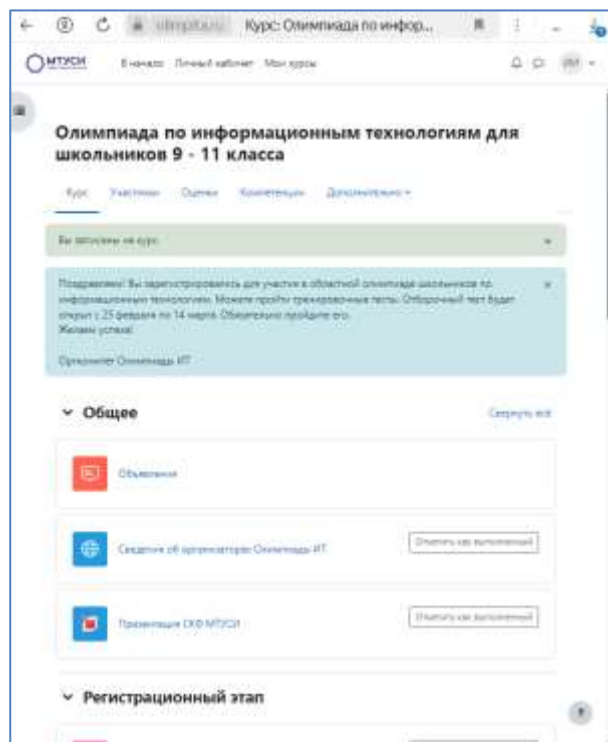 Курс: Олимпиада по инфор...
МТУСИ В начало Личный кабинет Мои курсы
Олимпиада по информационным технологиям для
школьников 9 - 11 класса
Курс Участники Оценки Компетенции Дополнительно
Вы записаны на курс.
Поздравляем! Вы зарегистрировались для участия в областной олимпиаде школьников по
информационным технологиям. Можете пройти тренировочные тесты. Отборочный тест будет
открыт с 25 февраля по 14 марта. Обязательно пройдите его.
Желаем успеха!
Оргкомитет Олимпиады ИТ
Общее
Свернуть всё
Объявления
Сведения об организаторах Олимпиады ИТ
Отметить как выполненный
Презентация СКФ МТУСИ
Отметить как выполненный
Регистрационный этап